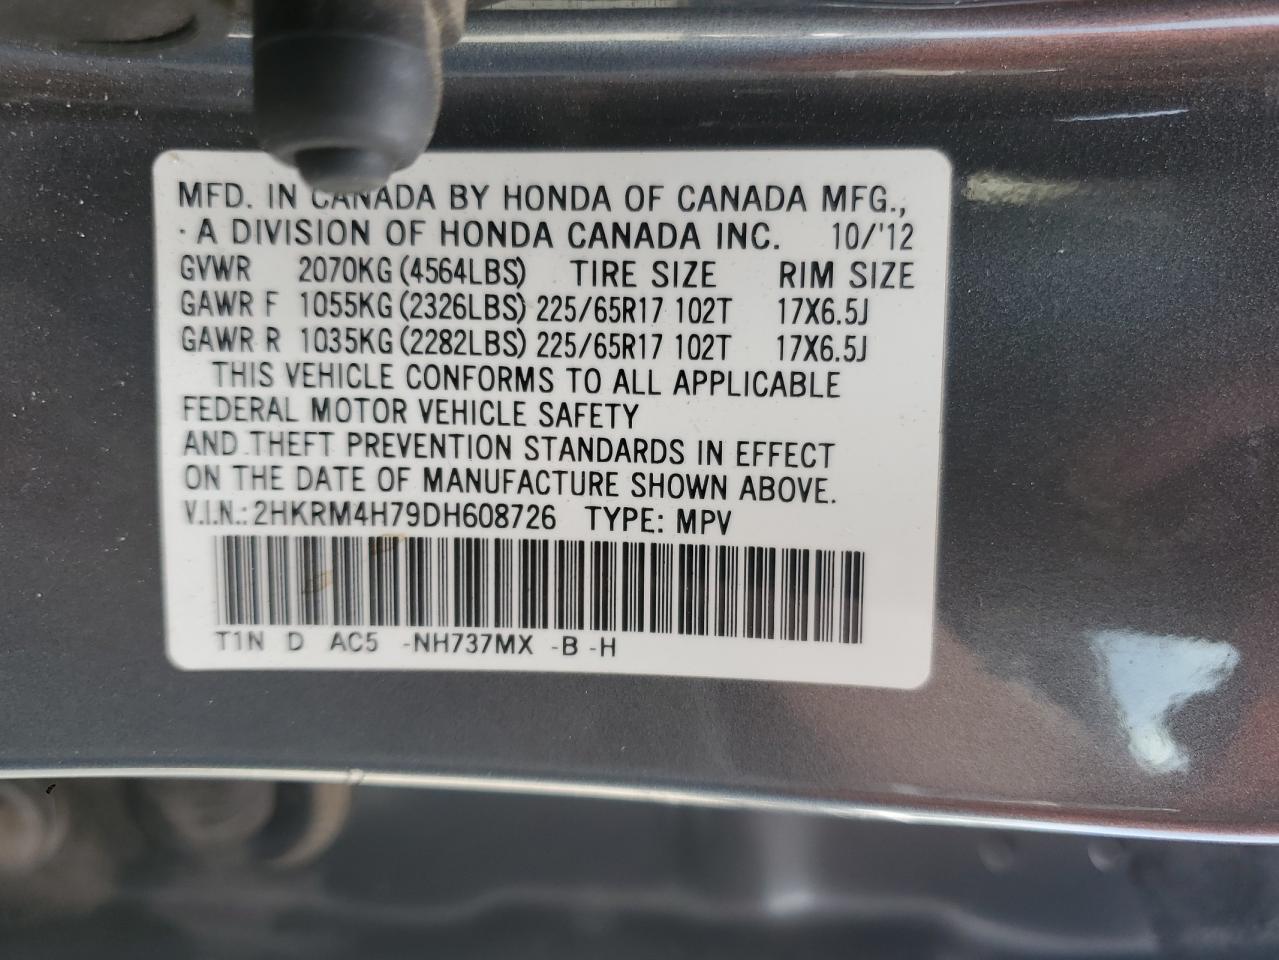 MFD. IN CANADA BY HONDA OF CANADA MFG.,
· A DIVISION OF HONDA CANADA INC. 10/'12
GVWR 2070KG (4564LBS) TIRE SIZE RIM SIZE
GAWR F 1055KG (2326LBS) 225/65R17 102T 17X6.5J
GAWR R 1035KG (2282LBS) 225/65R17 102T 17X6.5J
THIS VEHICLE CONFORMS TO ALL APPLICABLE
FEDERAL MOTOR VEHICLE SAFETY
AND THEFT PREVENTION STANDARDS IN EFFECT
ON THE DATE OF MANUFACTURE SHOWN ABOVE.
V.I.N.: 2HKRM4H79DH608726 TYPE: MPV
T1N D AC5 -NH737MX -B -H